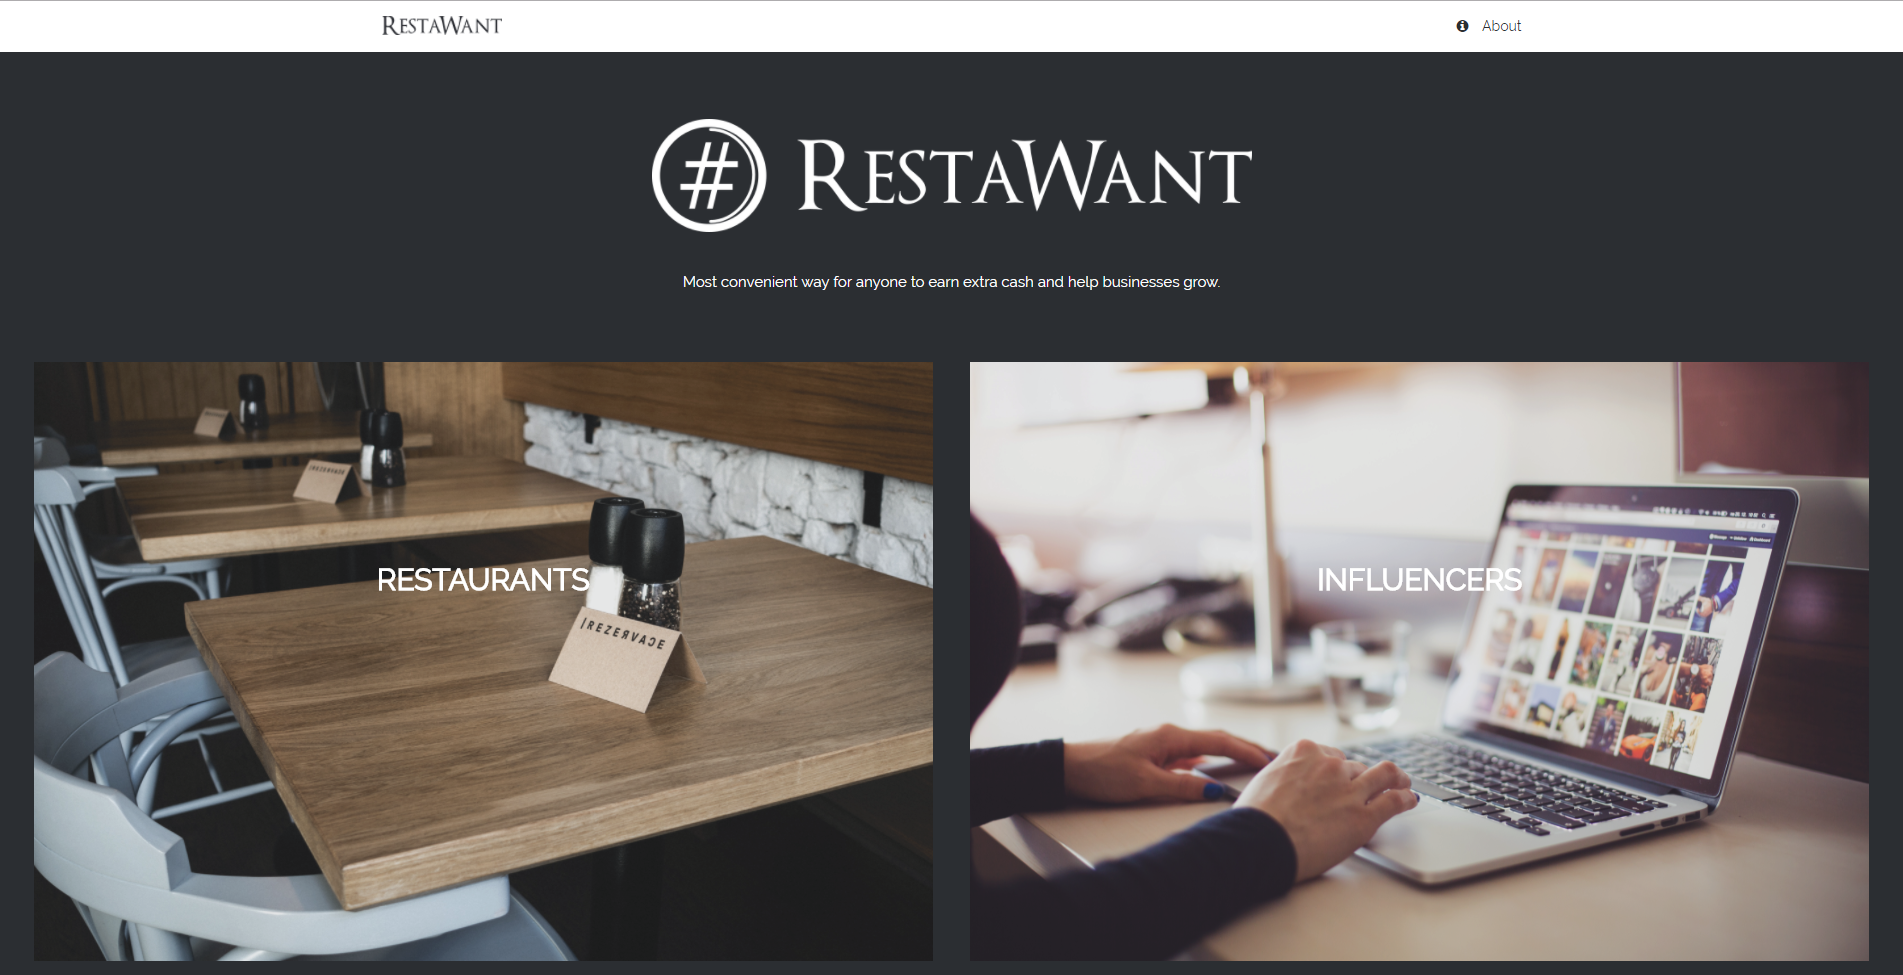 RESTAWANT
About
# RESTAWANT
Most convenient way for anyone to earn extra cash and help businesses grow.
RESTAURANTS
INFLUENCERS
REZERVACE
REZERVACE